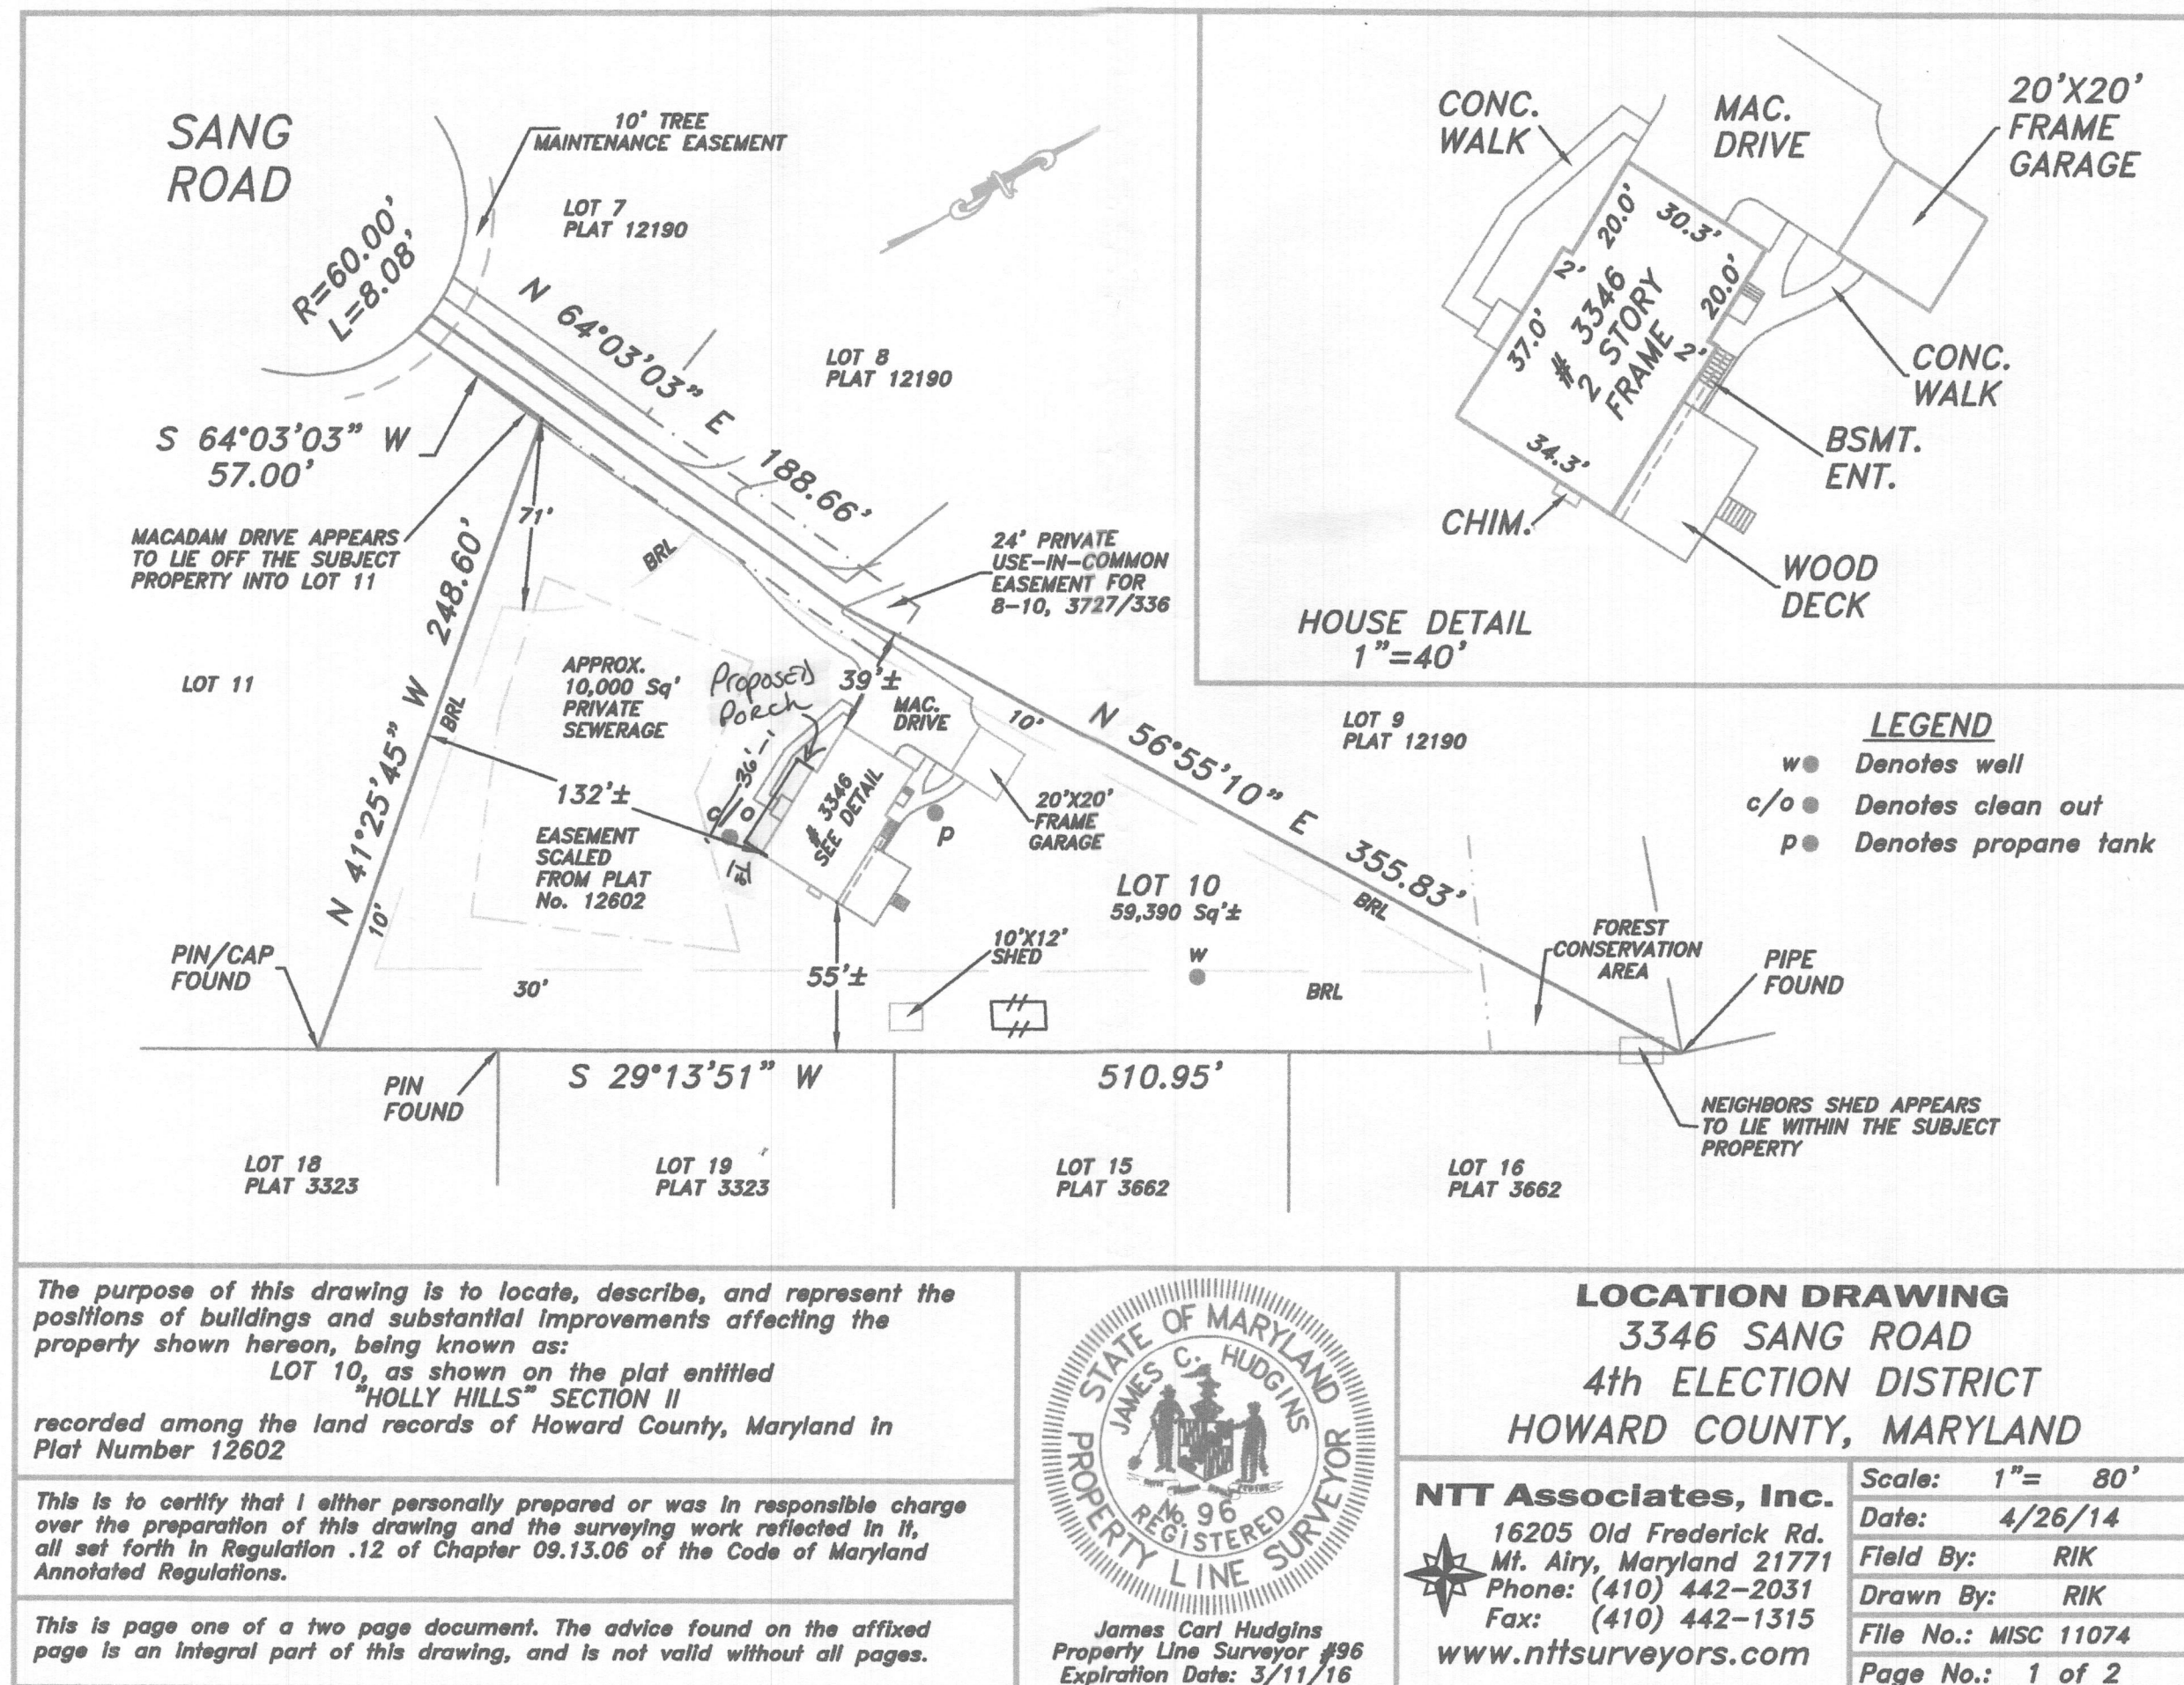 SANG
ROAD
10' TREE
MAINTENANCE EASEMENT
LOT 7
PLAT 12190
R=60.00'
L=8.08'
N 64°03'03" E 188.66'
LOT 8
PLAT 12190
S 64°03'03" W
57.00'
MACADAM DRIVE APPEARS
TO LIE OFF THE SUBJECT
PROPERTY INTO LOT 11
71'
BRL
24' PRIVATE
USE-IN-COMMON
EASEMENT FOR
8-10, 3727/336
N 41°25'45" W 248.60'
LOT 11
BRL
APPROX.
10,000 Sq'
PRIVATE
SEWERAGE
Proposed
Porch
39'±
MAC.
DRIVE
10'
N 56°55'10" E 355.83'
LOT 9
PLAT 12190
36'-1
132'±
c/o
# 3346
SEE DETAIL
p
20'X20'
FRAME
GARAGE
EASEMENT
SCALED
FROM PLAT
No. 12602
LOT 10
59,390 Sq'±
BRL
10'
10'X12'
SHED
w
FOREST
CONSERVATION
AREA
PIPE
FOUND
PIN/CAP
FOUND
30'
55'±
BRL
PIN
FOUND
S 29°13'51" W 510.95'
NEIGHBORS SHED APPEARS
TO LIE WITHIN THE SUBJECT
PROPERTY
LOT 18
PLAT 3323
LOT 19
PLAT 3323
LOT 15
PLAT 3662
LOT 16
PLAT 3662
CONC.
WALK
MAC.
DRIVE
20'X20'
FRAME
GARAGE
20.0'
30.3'
2'
# 3346
2 STORY
FRAME
20.0'
2'
37.0'
34.3'
CONC.
WALK
BSMT.
ENT.
CHIM.
WOOD
DECK
HOUSE DETAIL
1"=40'
LEGEND
w Denotes well
c/o Denotes clean out
p Denotes propane tank
The purpose of this drawing is to locate, describe, and represent the
positions of buildings and substantial improvements affecting the
property shown hereon, being known as:
LOT 10, as shown on the plat entitled
"HOLLY HILLS" SECTION II
recorded among the land records of Howard County, Maryland in
Plat Number 12602
This is to certify that I either personally prepared or was in responsible charge
over the preparation of this drawing and the surveying work reflected in it,
all set forth in Regulation .12 of Chapter 09.13.06 of the Code of Maryland
Annotated Regulations.
This is page one of a two page document. The advice found on the affixed
page is an integral part of this drawing, and is not valid without all pages.
STATE OF MARYLAND
JAMES C. HUDGINS
No. 96
REGISTERED
PROPERTY LINE SURVEYOR
James Carl Hudgins
Property Line Surveyor #96
Expiration Date: 3/11/16
LOCATION DRAWING
3346 SANG ROAD
4th ELECTION DISTRICT
HOWARD COUNTY, MARYLAND
NTT Associates, Inc.
16205 Old Frederick Rd.
Mt. Airy, Maryland 21771
Phone: (410) 442-2031
Fax: (410) 442-1315
www.nttsurveyors.com
Scale: 1"= 80'
Date: 4/26/14
Field By: RIK
Drawn By: RIK
File No.: MISC 11074
Page No.: 1 of 2